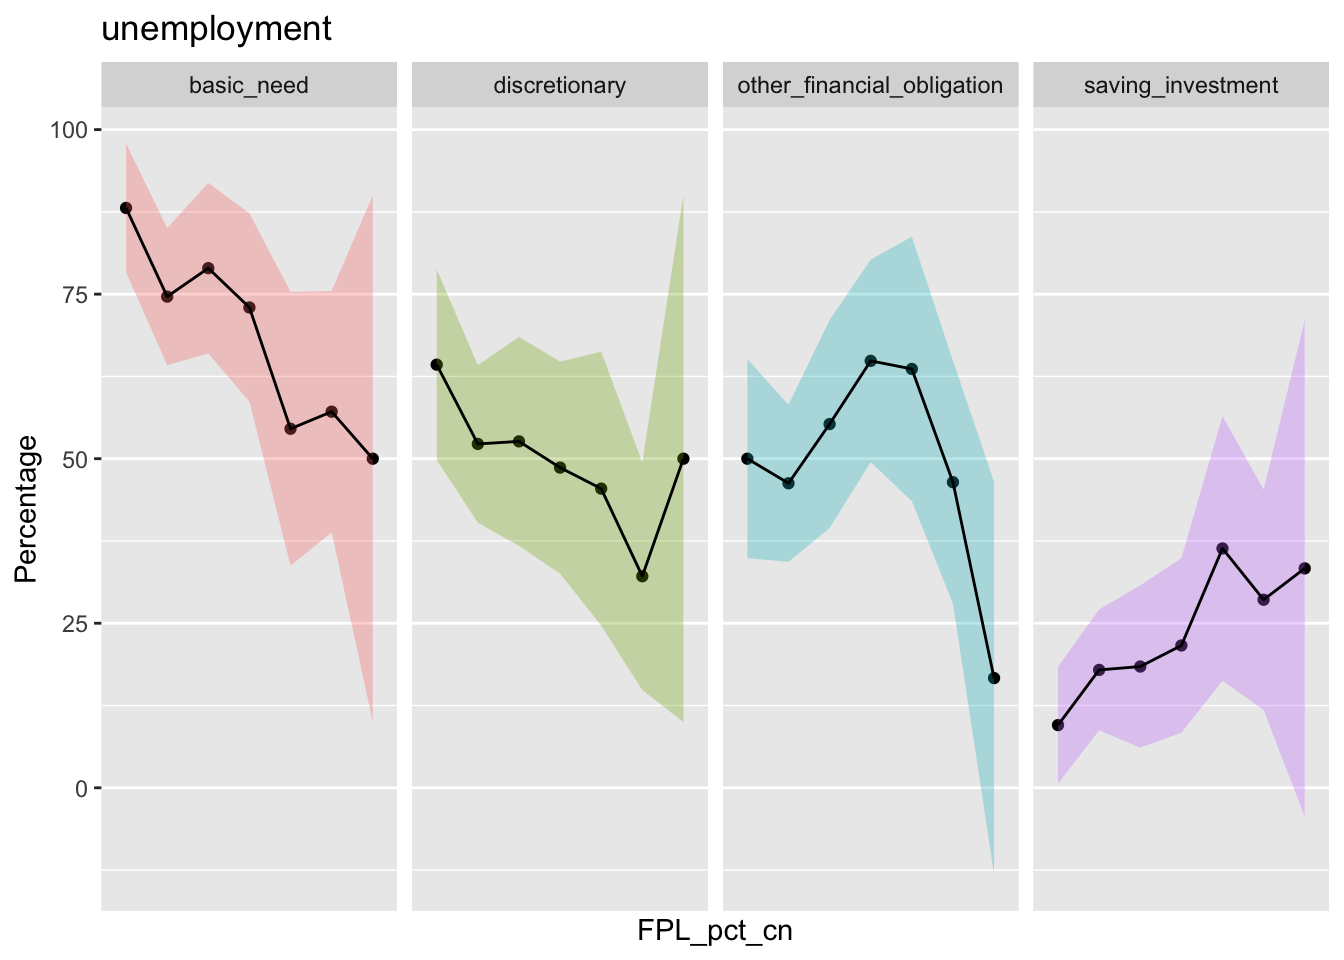 unemployment
basic_need
discretionary
other_financial_obligation
saving_investment
100
75
50
25
0
Percentage
FPL_pct_cn